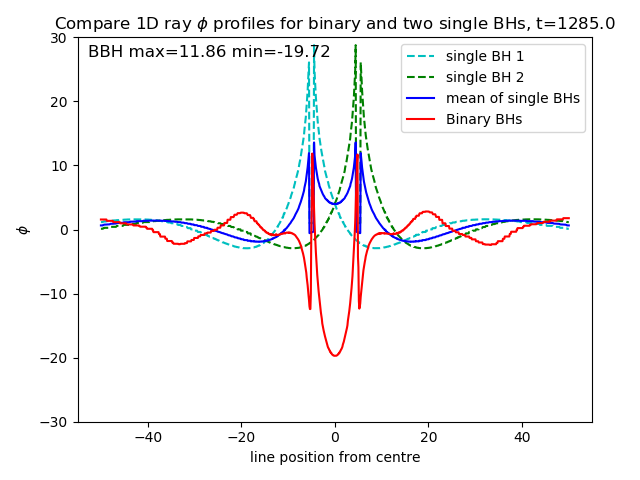 Compare 1D ray ϕ profiles for binary and two single BHs, t=1285.0
BBH max=11.86 min=-19.72
single BH 1
single BH 2
mean of single BHs
Binary BHs
30
20
10
0
−10
−20
−30
ϕ
−40 −20 0 20 40
line position from centre